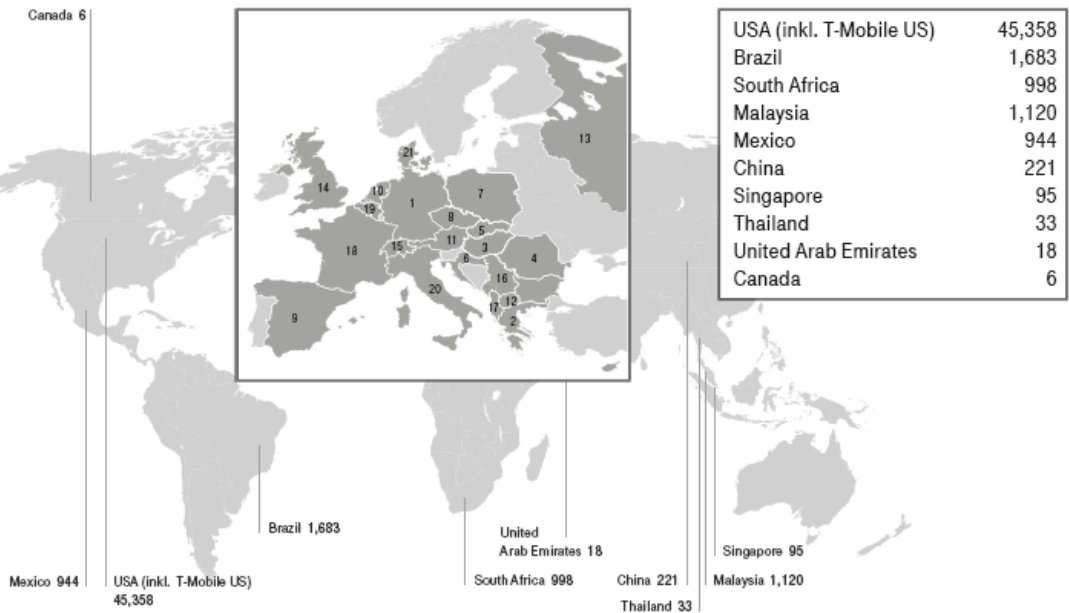 Canada 6
USA (inkl. T-Mobile US) 45,358
Brazil 1,683
South Africa 998
Malaysia 1,120
Mexico 944
China 221
Singapore 95
Thailand 33
United Arab Emirates 18
Canada 6
13
21
14
10
7
19
1
8
5
18
15
11
3
4
6
16
20
17
12
9
2
Brazil 1,683
United
Arab Emirates 18
Singapore 95
Mexico 944
USA (inkl. T-Mobile US)
45,358
South Africa 998
China 221
Malaysia 1,120
Thailand 33